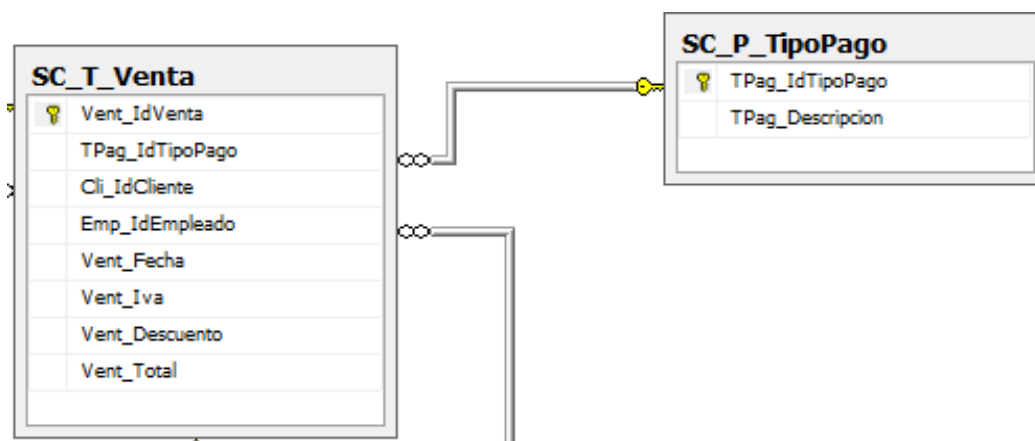 SC_T_Venta
Vent_IdVenta
TPag_IdTipoPago
Cli_IdCliente
Emp_IdEmpleado
Vent_Fecha
Vent_Iva
Vent_Descuento
Vent_Total
SC_P_TipoPago
TPag_IdTipoPago
TPag_Descripcion